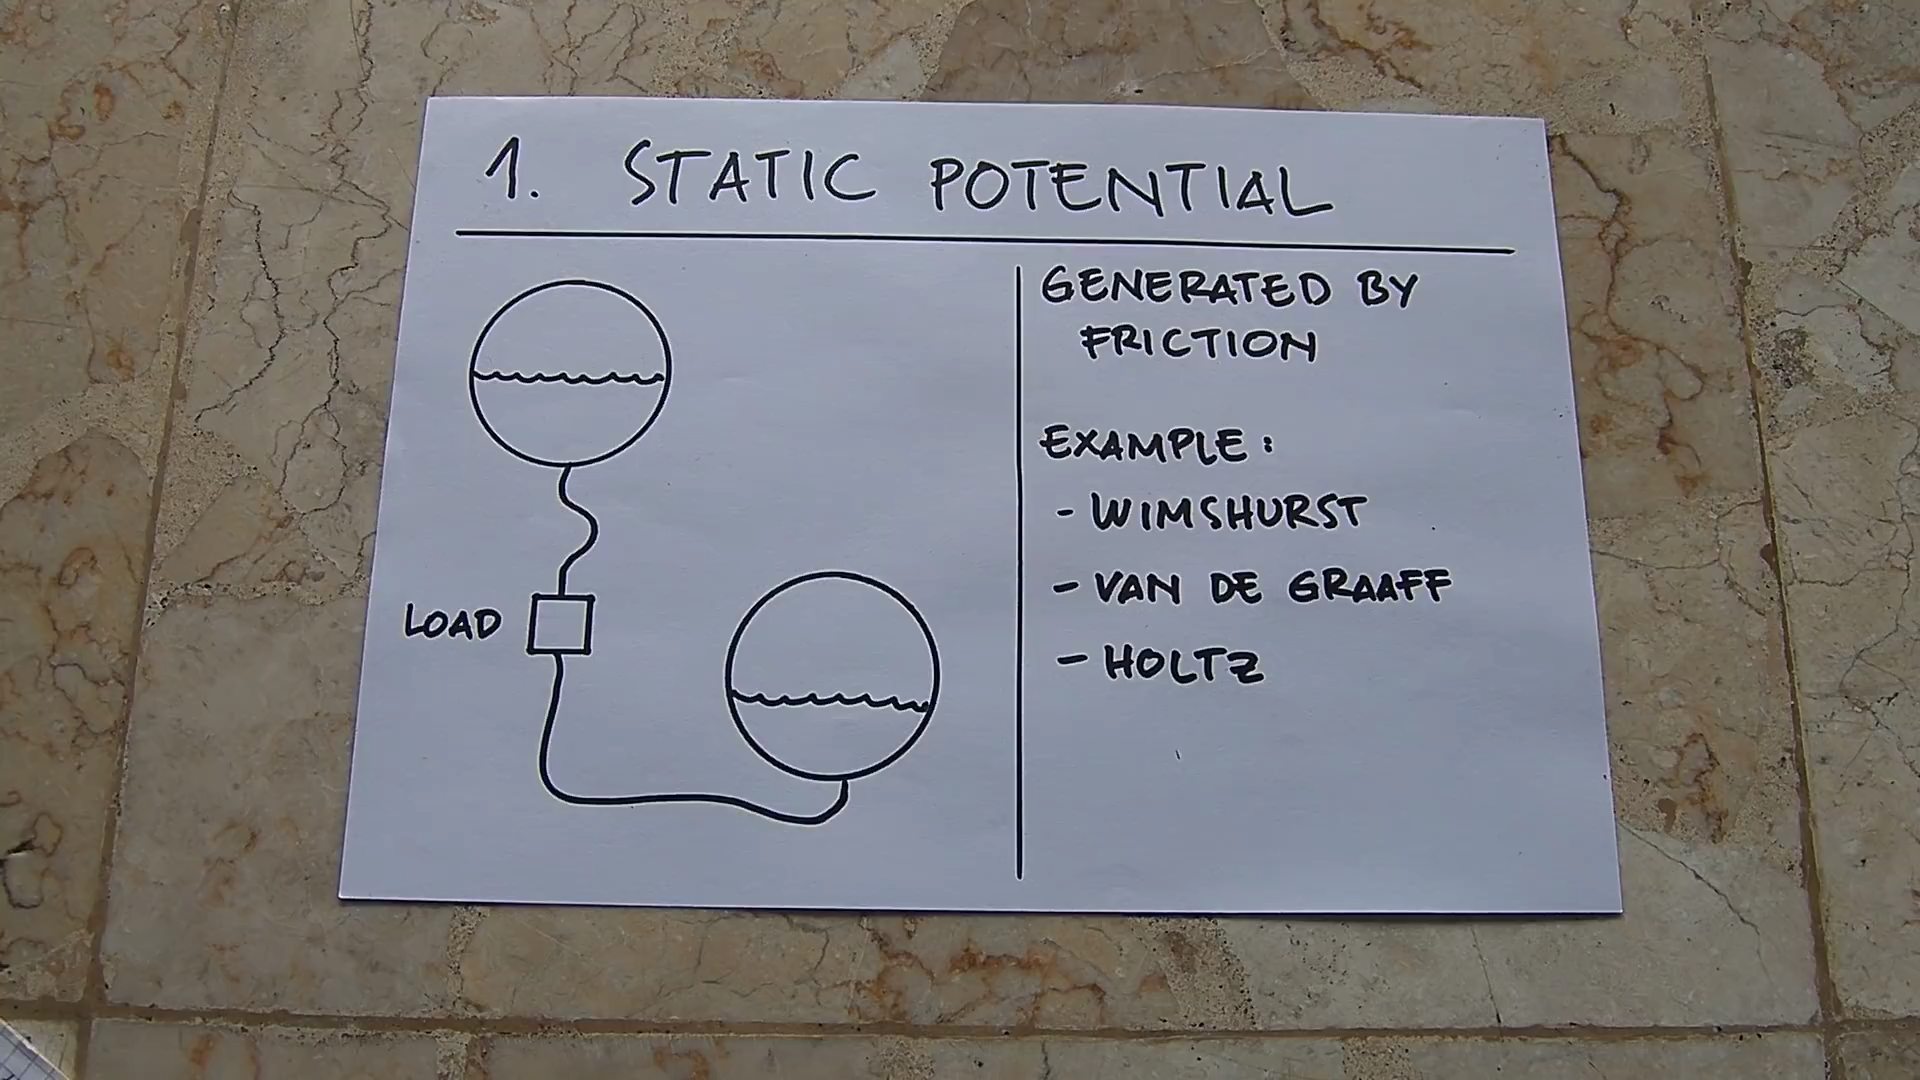 1. STATIC POTENTIAL
LOAD
GENERATED BY
FRICTION
EXAMPLE:
- WIMSHURST
- VAN DE GRAAFF
- HOLTZ